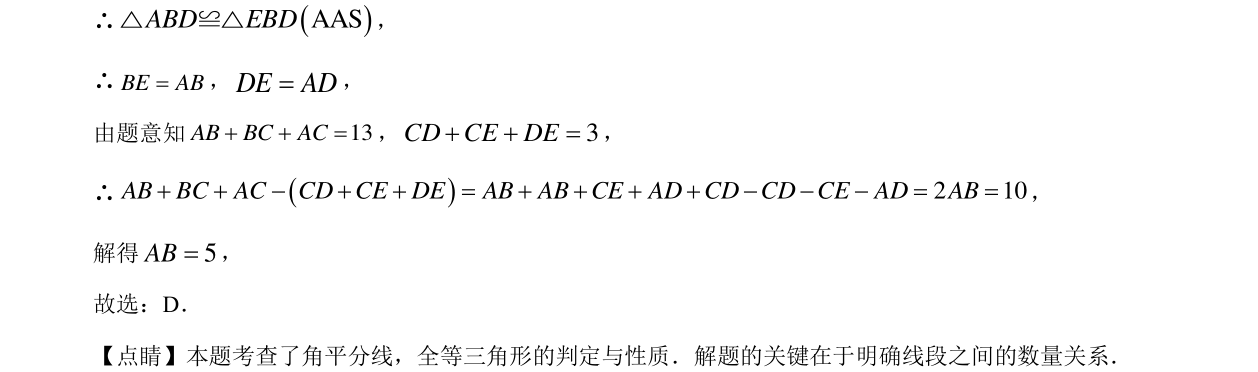 ∴△ABD≌△EBD(AAS)，
∴BE=AB，DE=AD，
由题意知AB+BC+AC=13，CD+CE+DE=3，
∴AB+BC+AC-(CD+CE+DE)=AB+AB+CE+AD+CD-CD-CE-AD=2AB=10，
解得AB=5，
故选：D．
【点睛】本题考查了角平分线，全等三角形的判定与性质．解题的关键在于明确线段之间的数量关系．